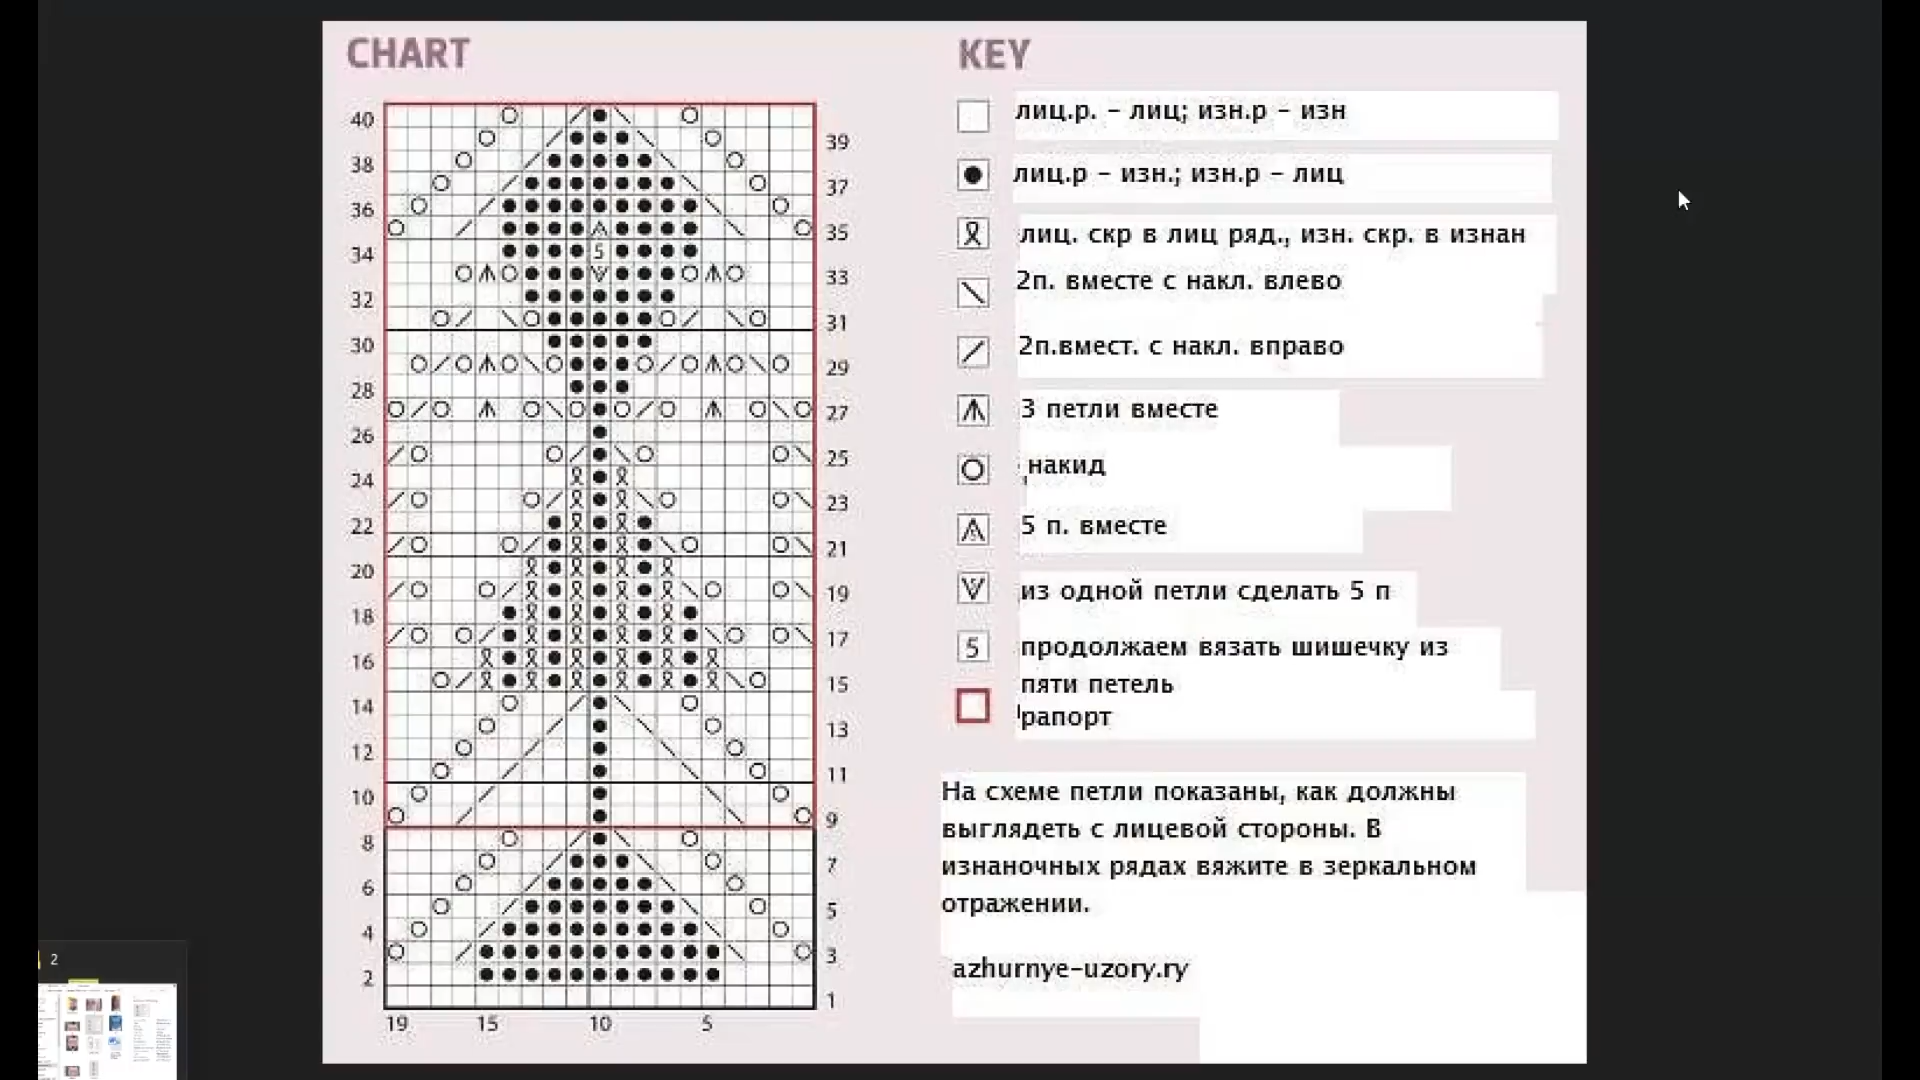 CHART
KEY
40
39
38
37
36
35
34
5
33
32
31
30
29
28
27
26
25
24
23
22
21
20
19
18
17
16
15
14
13
12
11
10
9
8
7
6
5
4
3
2
1
19 15 10 5
лиц.р. – лиц; изн.р – изн
лиц.р – изн.; изн.р – лиц
лиц. скр в лиц ряд., изн. скр. в изнан
2п. вместе с накл. влево
2п.вмест. с накл. вправо
3 петли вместе
накид
5 п. вместе
из одной петли сделать 5 п
5 продолжаем вязать шишечку из
пяти петель
рапорт
На схеме петли показаны, как должны
выглядеть с лицевой стороны. В
изнаночных рядах вяжите в зеркальном
отражении.
azhurnye-uzory.ry
2